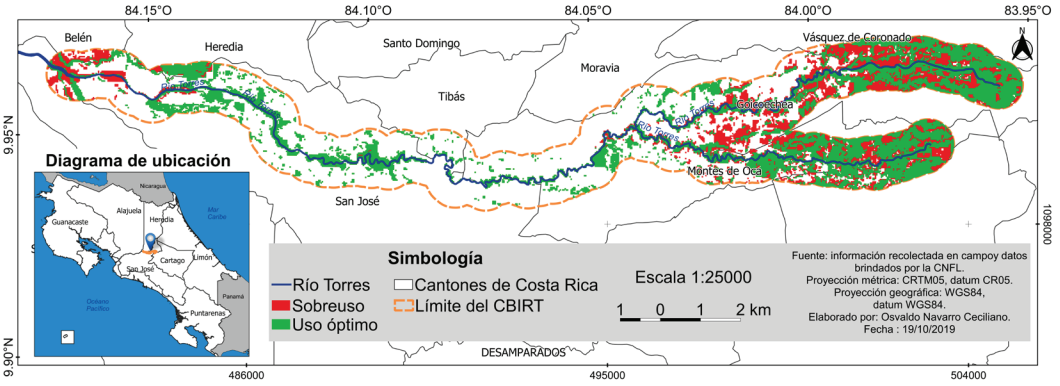 84.15°O
84.10°O
84.05°O
84.00°O
83.95°O
Belén
Heredia
Santo Domingo
Vásquez de Coronado
N
Moravia
Tibás
Goicoechea
Río Torres
Río Torres
Río Torres
9.95°N
Montes de Oca
San José
Diagrama de ubicación
Nicaragua
Alajuela
Heredia
Mar
Caribe
Guanacaste
Limón
Cartago
San José
Océano
Pacífico
Panamá
Puntarenas
Simbología
Río Torres
Sobreuso
Uso óptimo
Cantones de Costa Rica
Límite del CBIRT
Escala 1:25000
1 0 1 2 km
Fuente: información recolectada en campoy datos
brindados por la CNFL.
Proyección métrica: CRTM05, datum CR05.
Proyección geográfica: WGS84,
datum WGS84.
Elaborado por: Osvaldo Navarro Ceciliano.
Fecha : 19/10/2019
1098000
DESAMPARADOS
9.90°N
486000
495000
504000